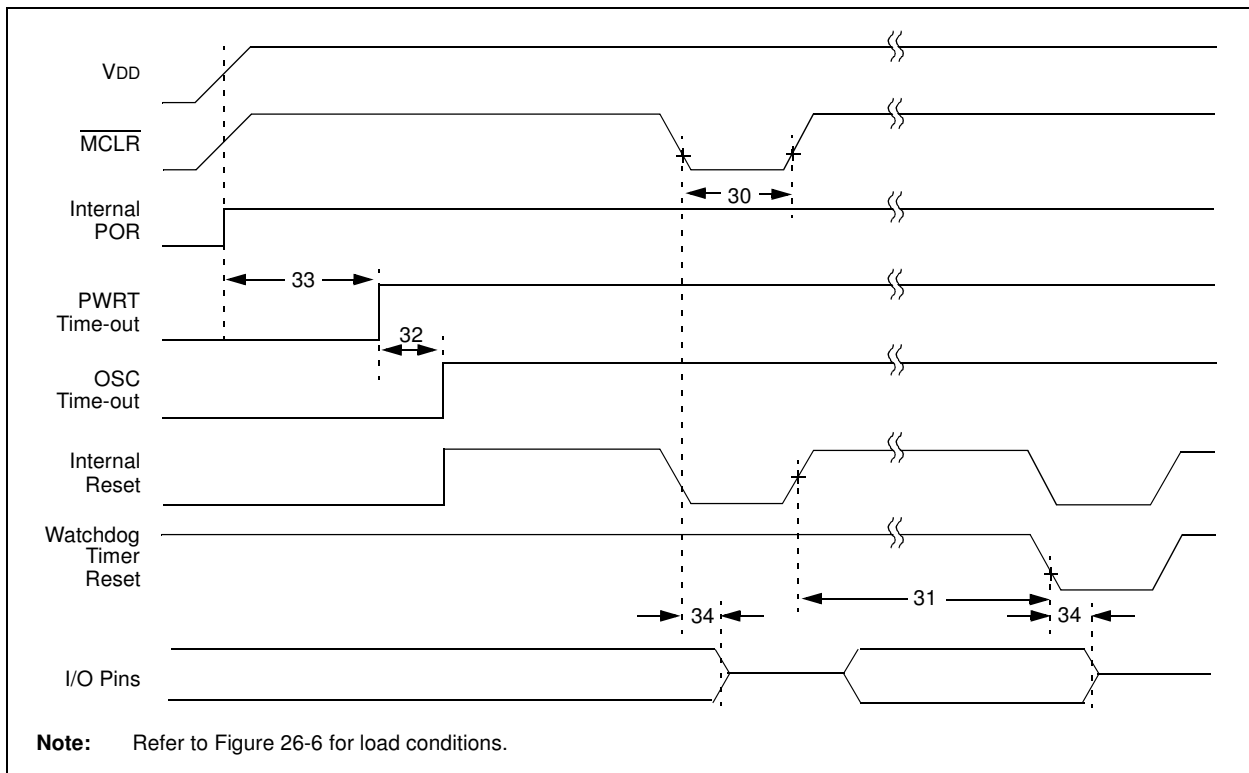 VDD
MCLR
30
Internal
POR
33
PWRT
Time-out
32
OSC
Time-out
Internal
Reset
Watchdog
Timer
Reset
31
34
34
I/O Pins
Note: Refer to Figure 26-6 for load conditions.